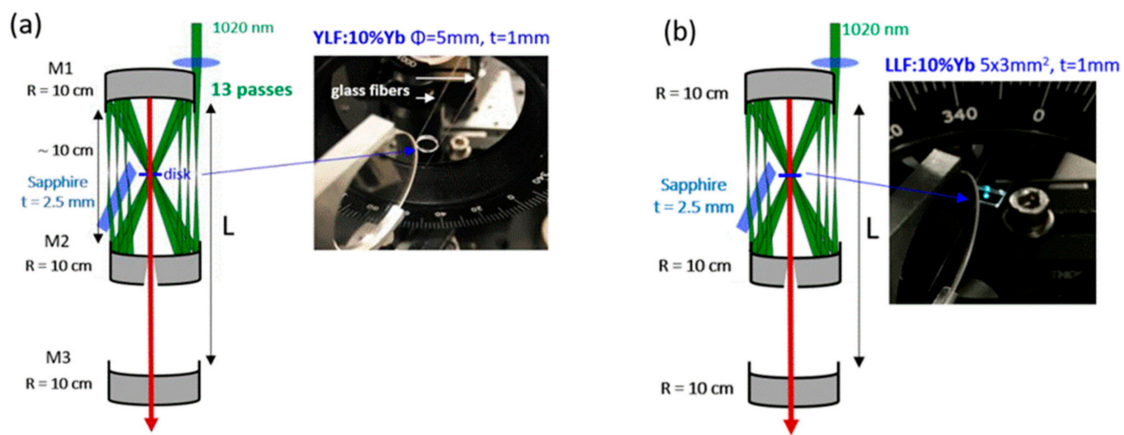 (a)
1020 nm
M1
R = 10 cm
13 passes
~ 10 cm
disk
Sapphire
t = 2.5 mm
L
M2
R = 10 cm
M3
R = 10 cm
YLF:10%Yb Φ=5mm, t=1mm
glass fibers
(b)
1020 nm
R = 10 cm
Sapphire
t = 2.5 mm
L
R = 10 cm
R = 10 cm
LLF:10%Yb 5x3mm², t=1mm
340
0